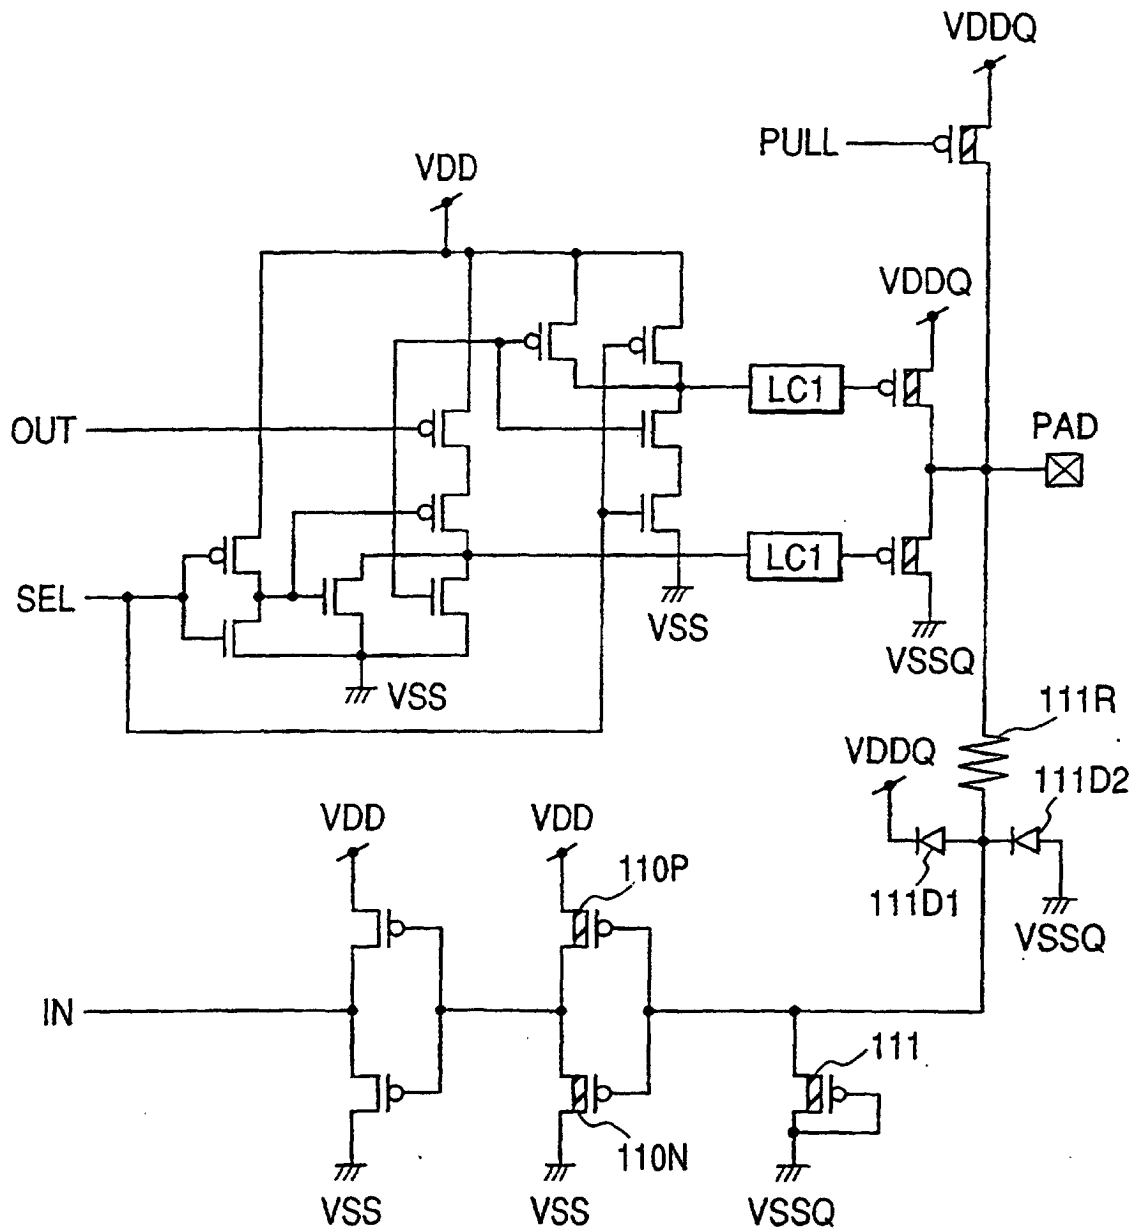 VDDQ
PULL
VDD
VDDQ
LC1
OUT
PAD
LC1
SEL
VSS
VSSQ
VSS
111R
VDDQ
111D2
VDD
VDD
110P
111D1
VSSQ
IN
111
110N
VSS
VSS
VSSQ